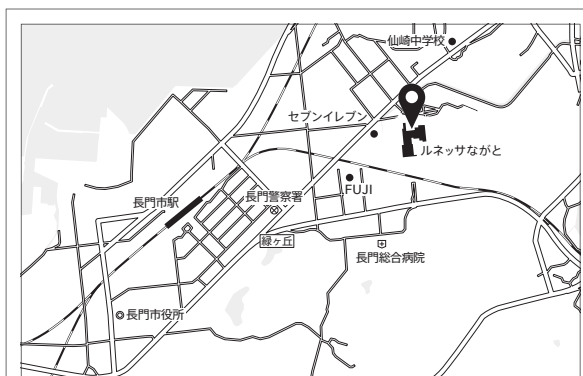 仙崎中学校
セブンイレブン
ルネッサながと
FUJI
長門市駅
長門警察署
緑ヶ丘
長門総合病院
長門市役所